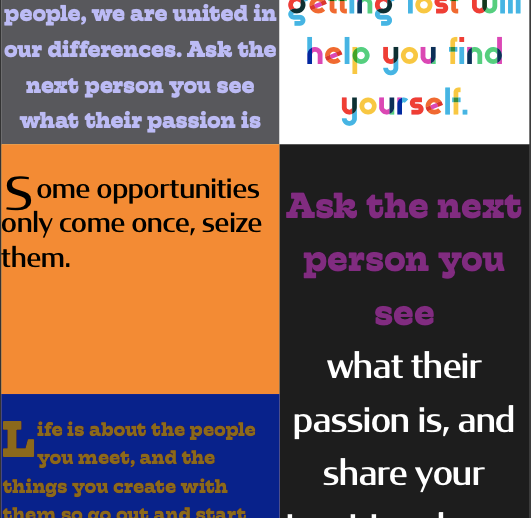 people, we are united in
our differences. Ask the
next person you see
what their passion is
getting lost will
help you find
yourself.
Some opportunities
only come once, seize
them.
Ask the next
person you
see
what their
passion is, and
share your
Life is about the people
you meet, and the
things you create with
them so go out and start